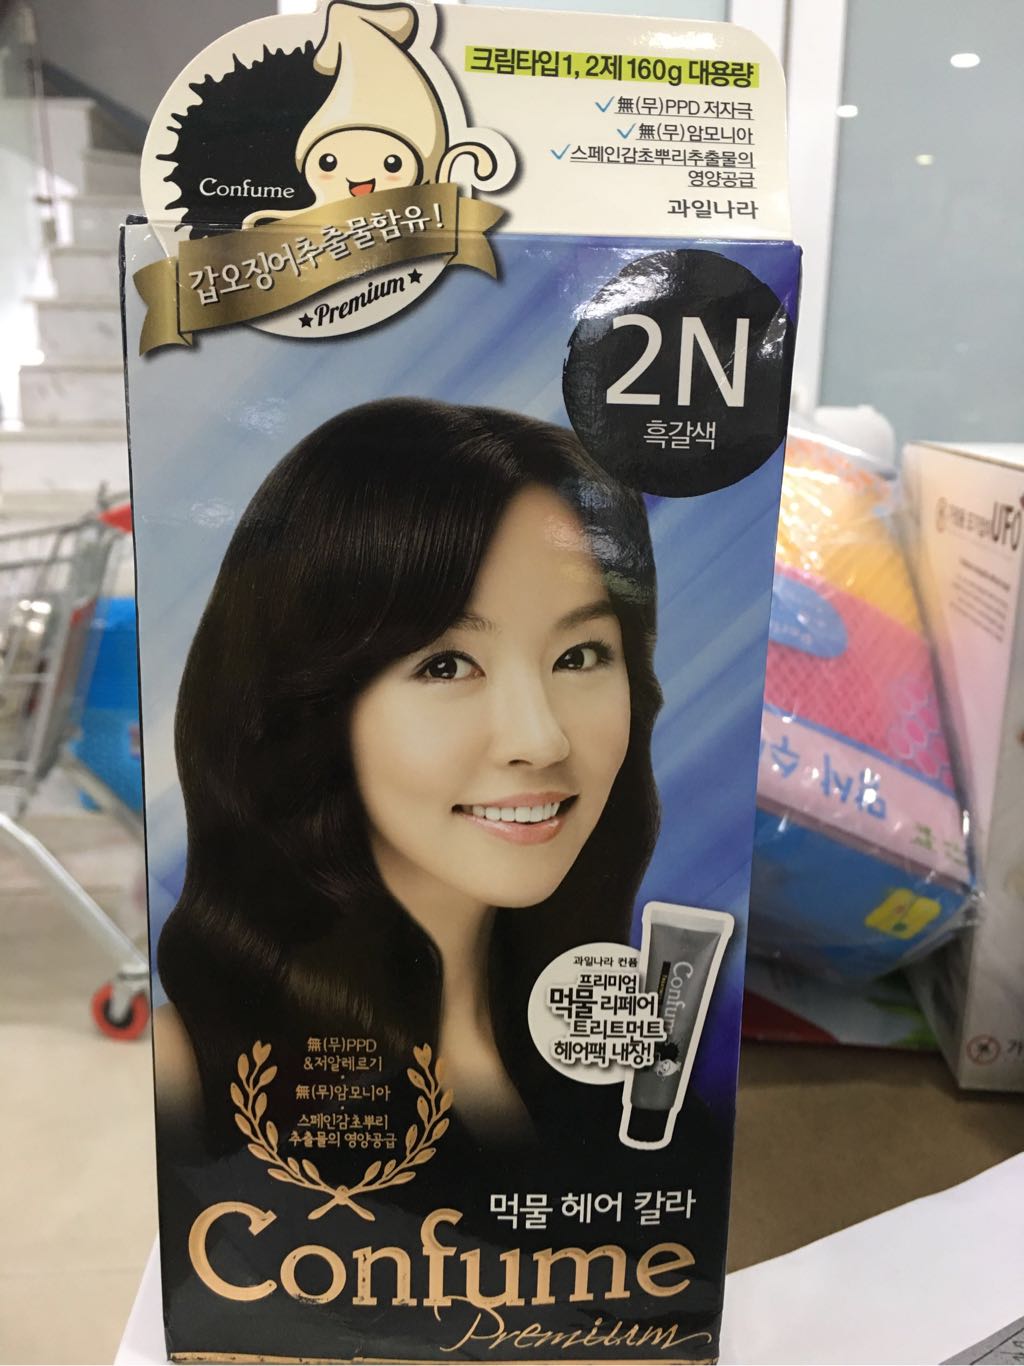 크림타입1, 2제 160g 대용량
無(무)PPD 저자극
無(무)암모니아
스페인감초뿌리추출물의
영양공급
과일나라
Confume
갑오징어추출물함유!
★Premium★
2N
흑갈색
UFO
과일나라 컨퓸
프리미엄
먹물 리페어
트리트먼트
헤어팩 내장!
Confume
無(무)PPD
&저알레르기
無(무)암모니아
스페인감초뿌리
추출물의 영양공급
먹물 헤어 칼라
Confume
Premium